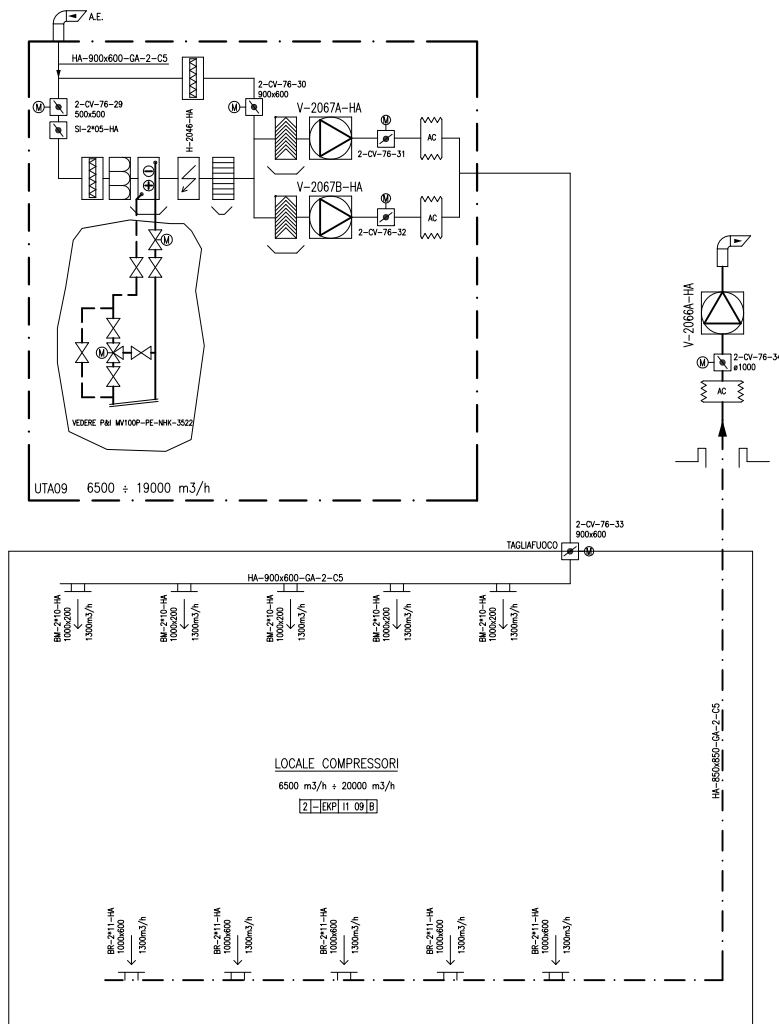 A.E.
HA-900x600-GA-2-C5
2-CV-76-29
500x500
SI-2*05-HA
H-2046-HA
2-CV-76-30
900x600
V-2067A-HA
2-CV-76-31
AC
V-2067B-HA
2-CV-76-32
AC
M
M
M
M
M
M
VEDERE P&I MV100P-PE-NHK-3522
UTA09 6500 ÷ 19000 m3/h
V-2066A-HA
M
2-CV-76-34
ø1000
AC
2-CV-76-33
900x600
TAGLIAFUOCO
M
HA-900x600-GA-2-C5
BM-2*10-HA
1000x200
1300m3/h
BM-2*10-HA
1000x200
1300m3/h
BM-2*10-HA
1000x200
1300m3/h
BM-2*10-HA
1000x200
1300m3/h
BM-2*10-HA
1000x200
1300m3/h
HA-850x850-GA-2-C5
LOCALE COMPRESSORI
6500 m3/h ÷ 20000 m3/h
2 - EKP 11 09 B
BR-2*11-HA
1000x600
1300m3/h
BR-2*11-HA
1000x600
1300m3/h
BR-2*11-HA
1000x600
1300m3/h
BR-2*11-HA
1000x600
1300m3/h
BR-2*11-HA
1000x600
1300m3/h